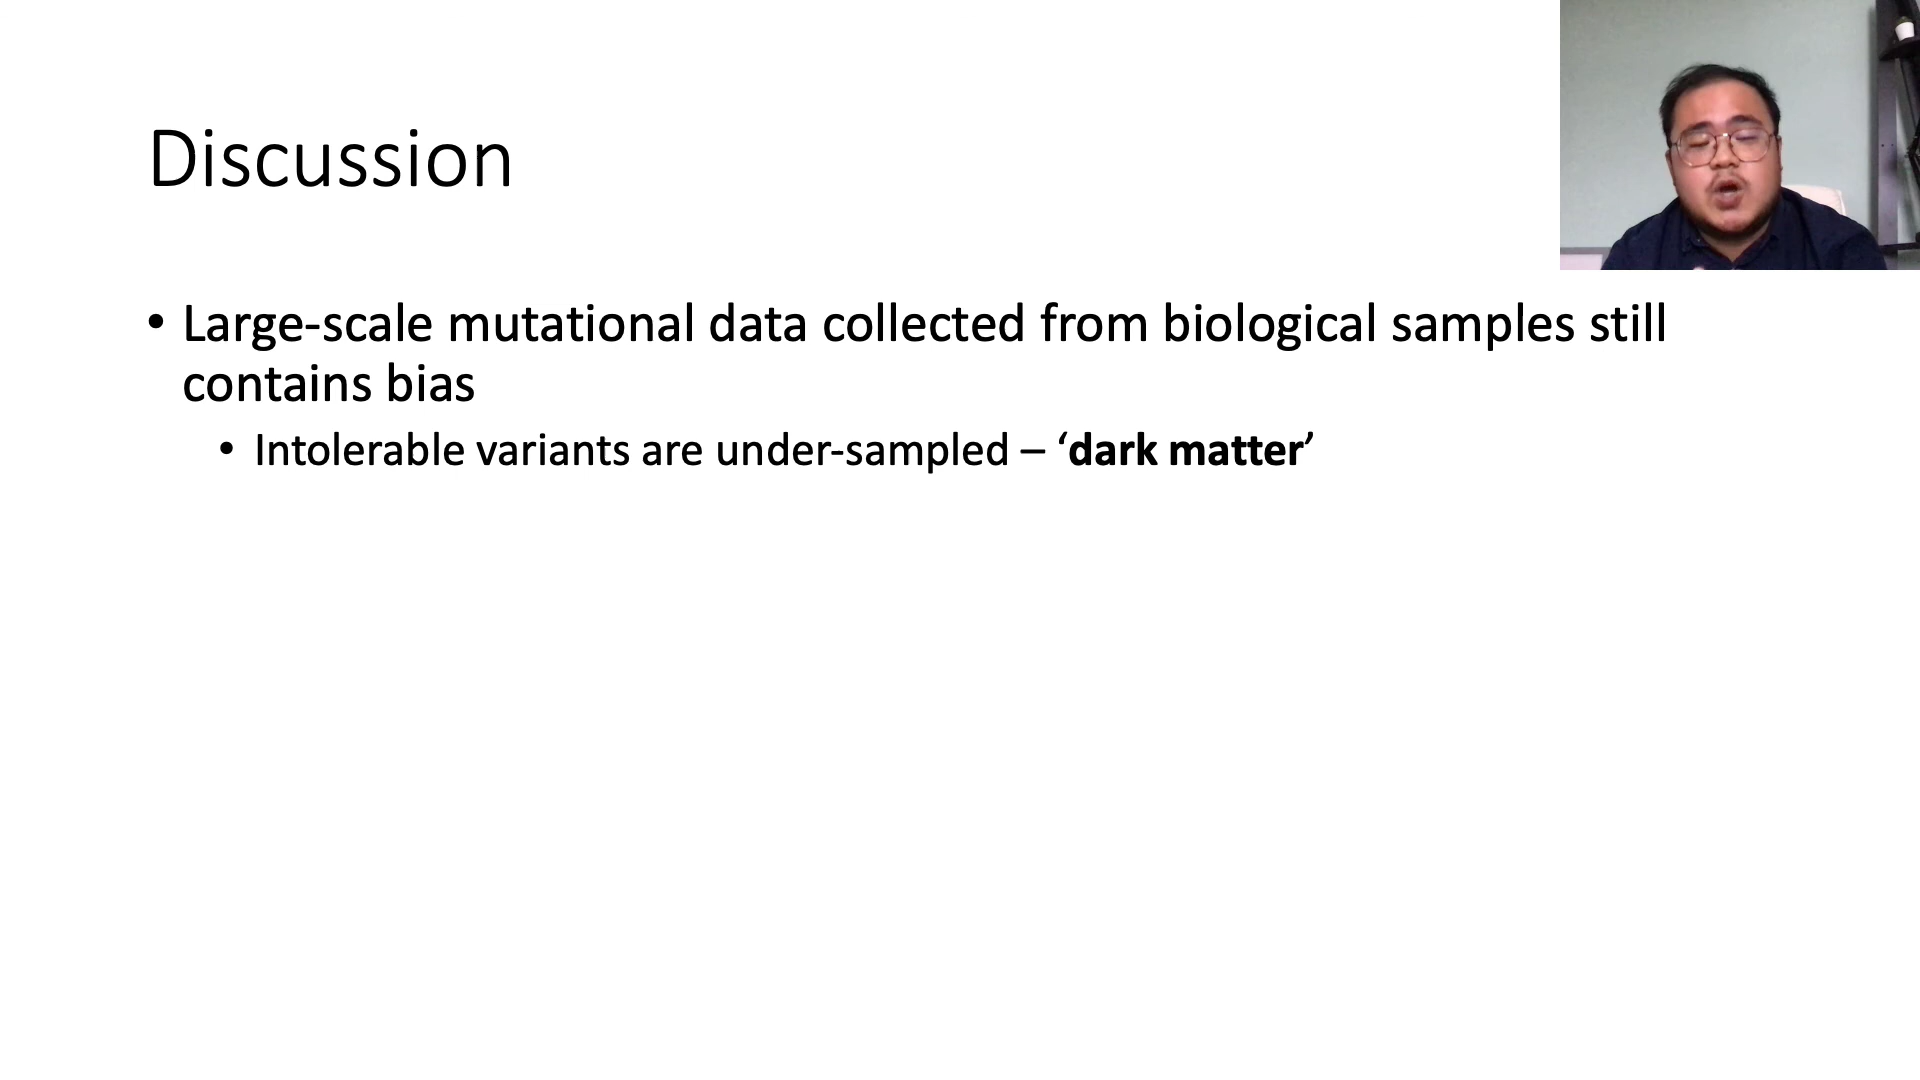 Discussion
• Large-scale mutational data collected from biological samples still
contains bias
• Intolerable variants are under-sampled – ‘dark matter’